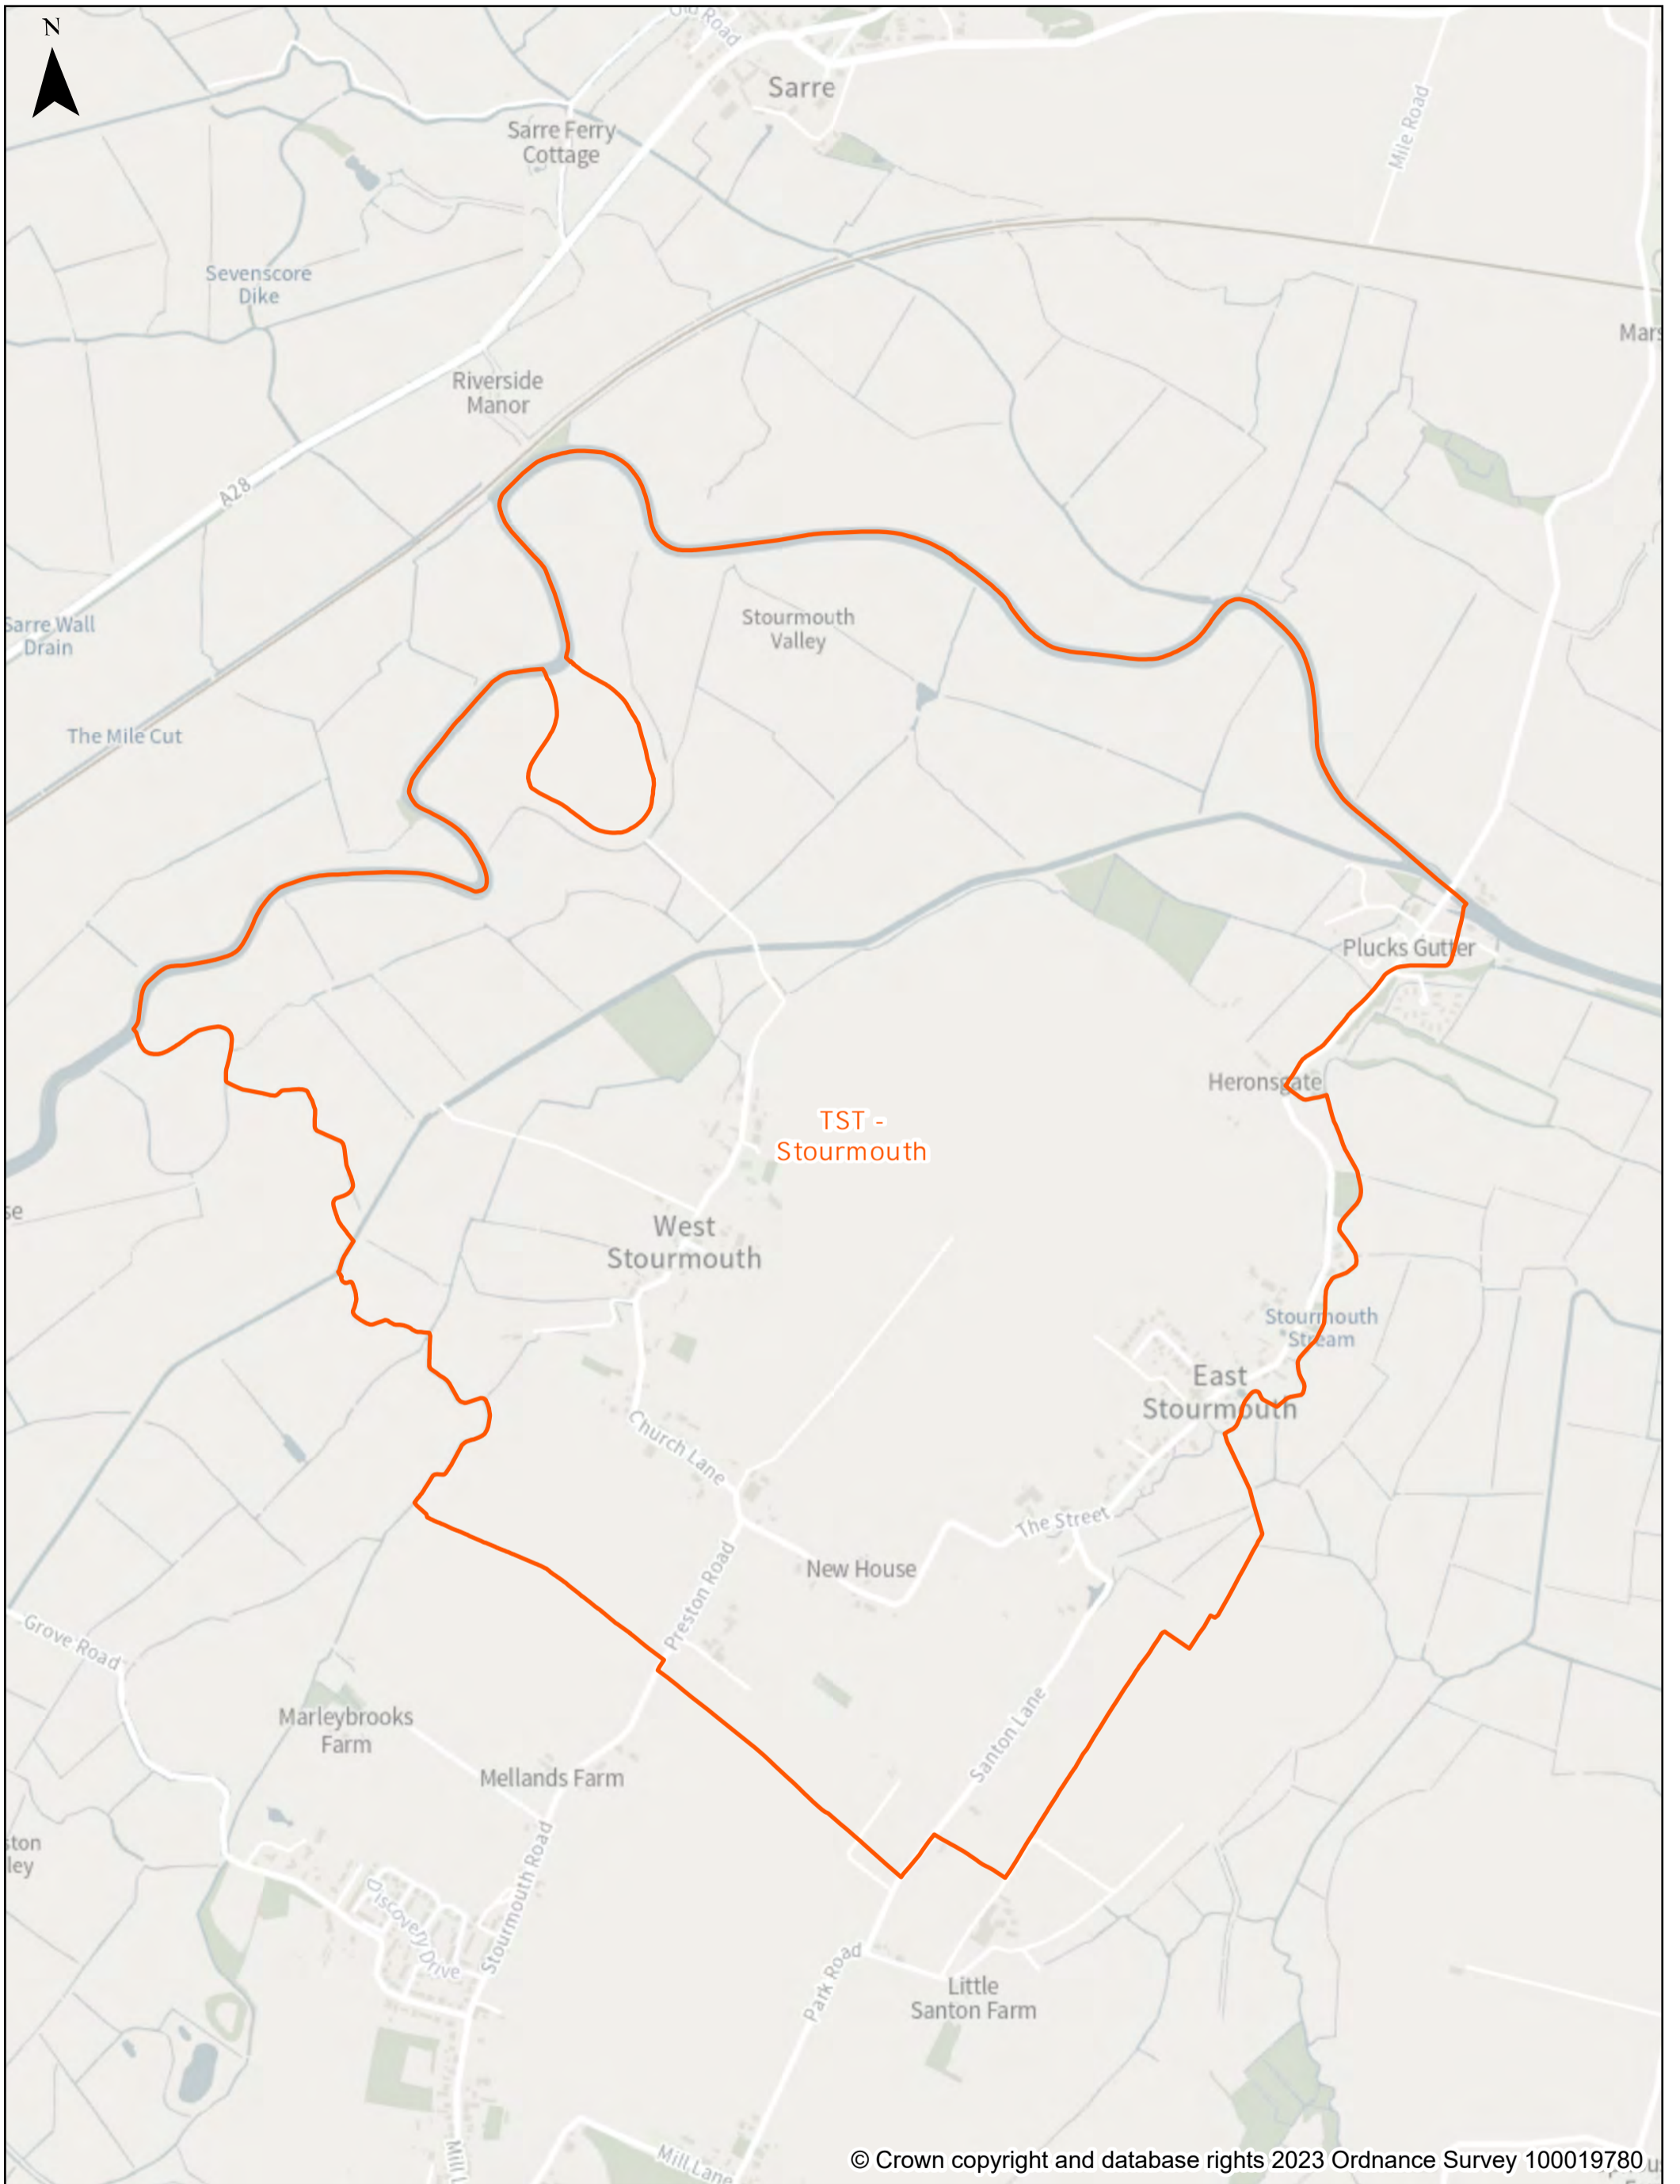 N
Old Road
Sarre
Sarre Ferry
Cottage
Mile Road
Sevenscore
Dike
Riverside
Manor
A28
Sarre Wall
Drain
Stourmouth
Valley
The Mile Cut
Plucks Gutter
Heronsgate
TST -
Stourmouth
West
Stourmouth
Stourmouth
Stream
East
Stourmouth
Church Lane
The Street
New House
Preston Road
Grove Road
Santon Lane
Marleybrooks
Farm
Mellands Farm
Stourmouth Road
Discovery Drive
Park Road
Little
Santon Farm
Mill Lane
© Crown copyright and database rights 2023 Ordnance Survey 100019780